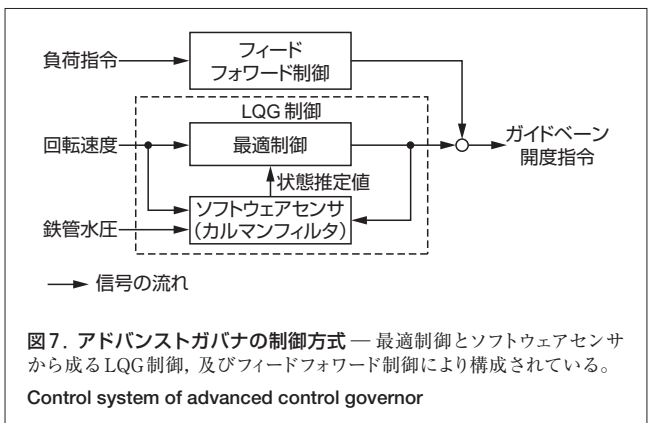 負荷指令
フィード
フォワード制御
LQG 制御
回転速度
最適制御
ガイドベーン
開度指令
状態推定値
鉄管水圧
ソフトウェアセンサ
(カルマンフィルタ)
信号の流れ
図7. アドバンストガバナの制御方式 — 最適制御とソフトウェアセンサ
から成るLQG制御, 及びフィードフォワード制御により構成されている。
Control system of advanced control governor